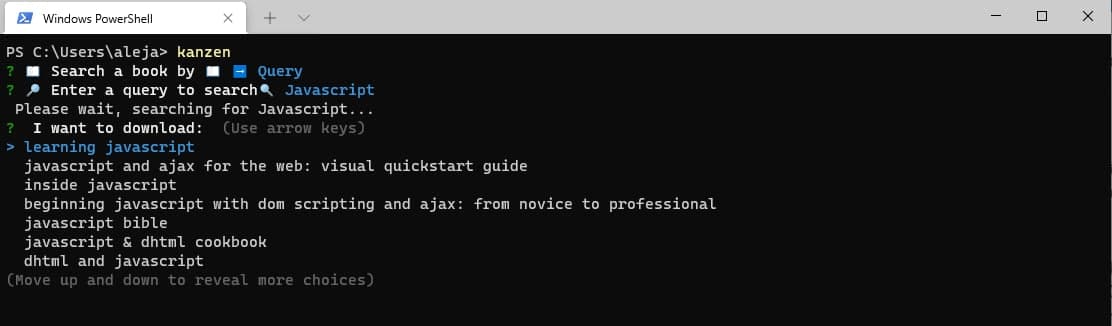 Windows PowerShell
PS C:\Users\aleja> kanzen
? 📖 Search a book by 📖 ➡ Query
? 🔎 Enter a query to search🔍 Javascript
Please wait, searching for Javascript...
? I want to download: (Use arrow keys)
> learning javascript
javascript and ajax for the web: visual quickstart guide
inside javascript
beginning javascript with dom scripting and ajax: from novice to professional
javascript bible
javascript & dhtml cookbook
dhtml and javascript
(Move up and down to reveal more choices)